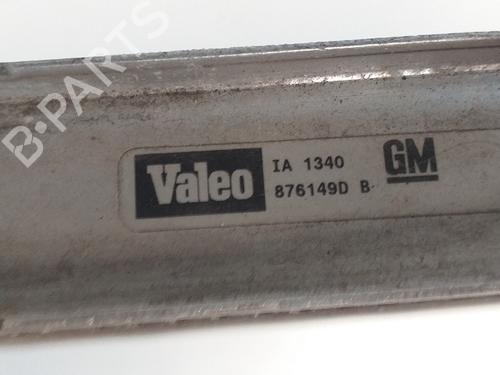 B-PARTS
Valeo
IA 1340
876149D B
GM